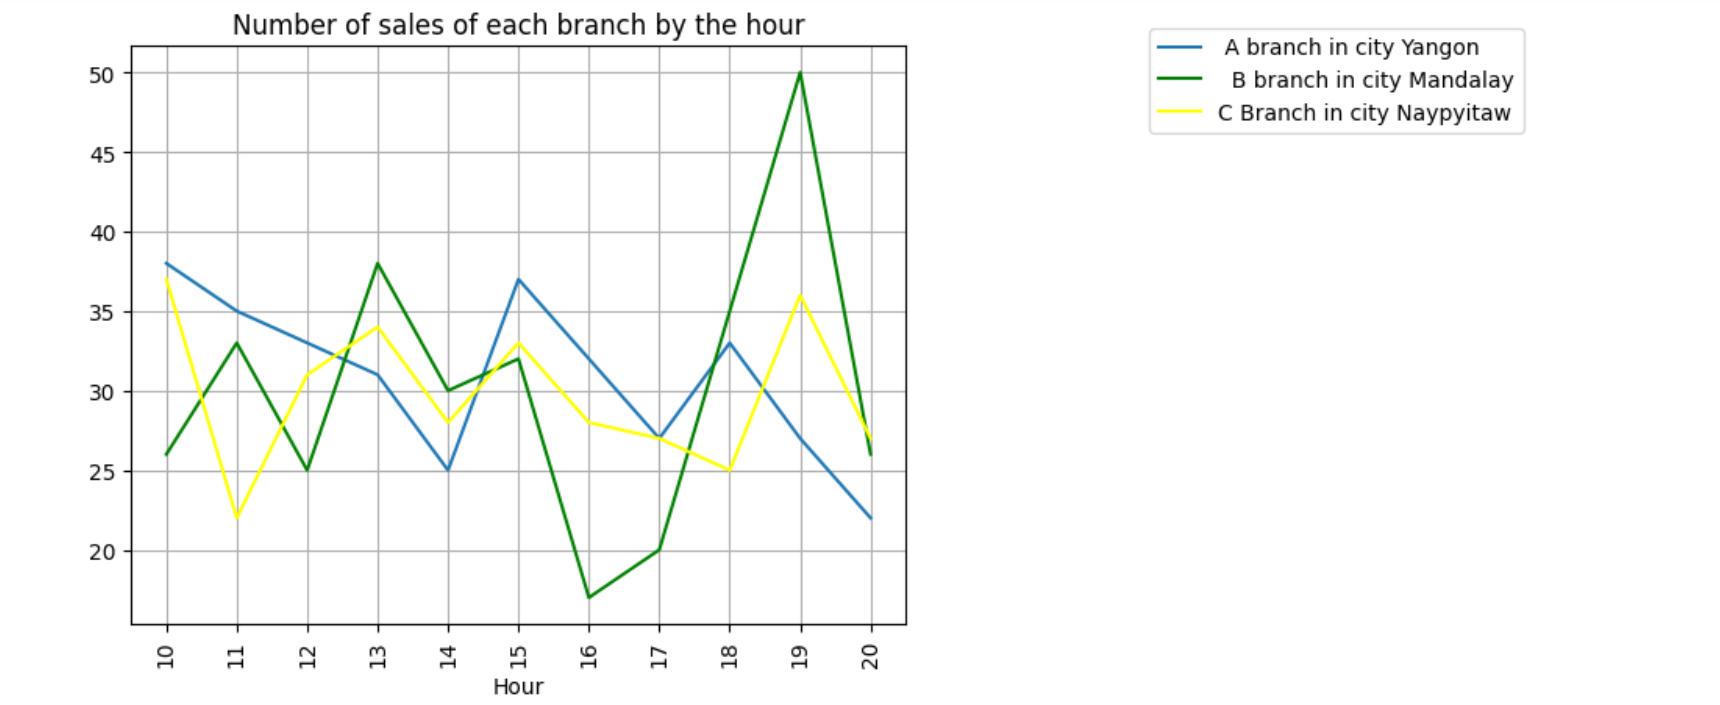 Number of sales of each branch by the hour
A branch in city Yangon
B branch in city Mandalay
C Branch in city Naypyitaw
50
45
40
35
30
25
20
10 11 12 13 14 15 16 17 18 19 20
Hour